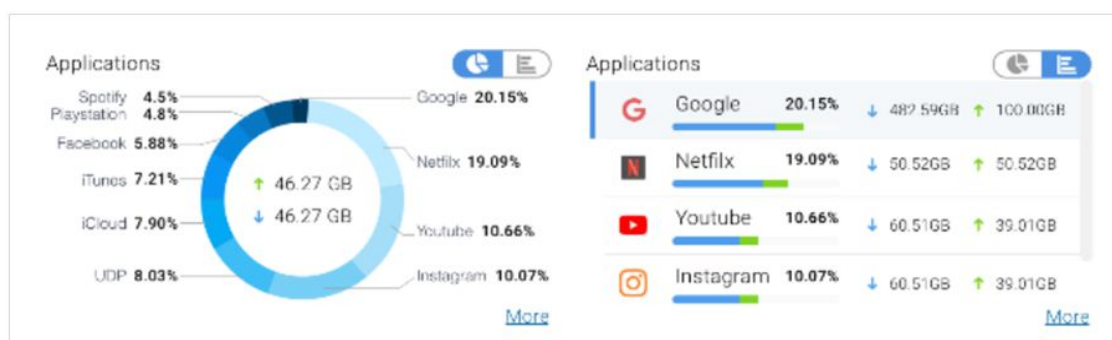 Applications
Spotify 4.5%
Playstation 4.8%
Facebook 5.88%
iTunes 7.21%
iCloud 7.90%
UDP 8.03%
Google 20.15%
Netfilx 19.09%
Youtube 10.66%
Instagram 10.07%
↑ 46.27 GB
↓ 46.27 GB
More
Applications
Google 20.15% ↓ 482.59GB ↑ 100.00GB
Netfilx 19.09% ↓ 50.52GB ↑ 50.52GB
Youtube 10.66% ↓ 60.51GB ↑ 39.01GB
Instagram 10.07% ↓ 60.51GB ↑ 39.01GB
More